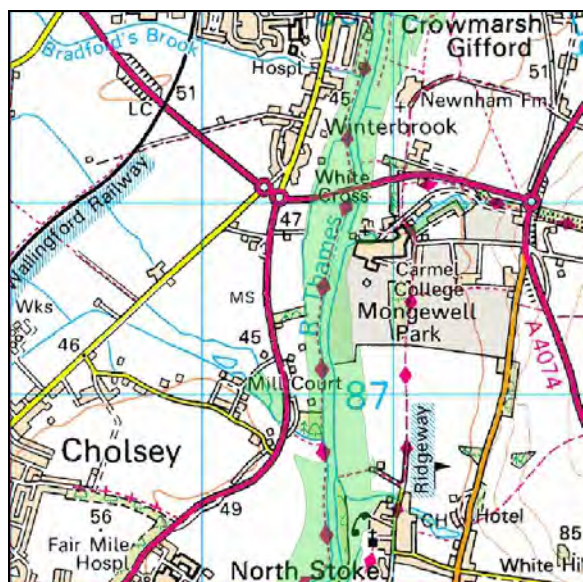 Crowmarsh
Gifford
Bradford's Brook
Hospl
51
51
LC
45
Newnham Fm
Winterbrook
White
Cross
Wallingford Railway
47
R Thames
Carmel
College
MS
Mongewell
Park
Wks
46
45
A 4074
Mill Court
87
Cholsey
Ridgeway
49
56
CH
Hotel
85
Fair Mile
Hospl
48
North Stoke
White Hi